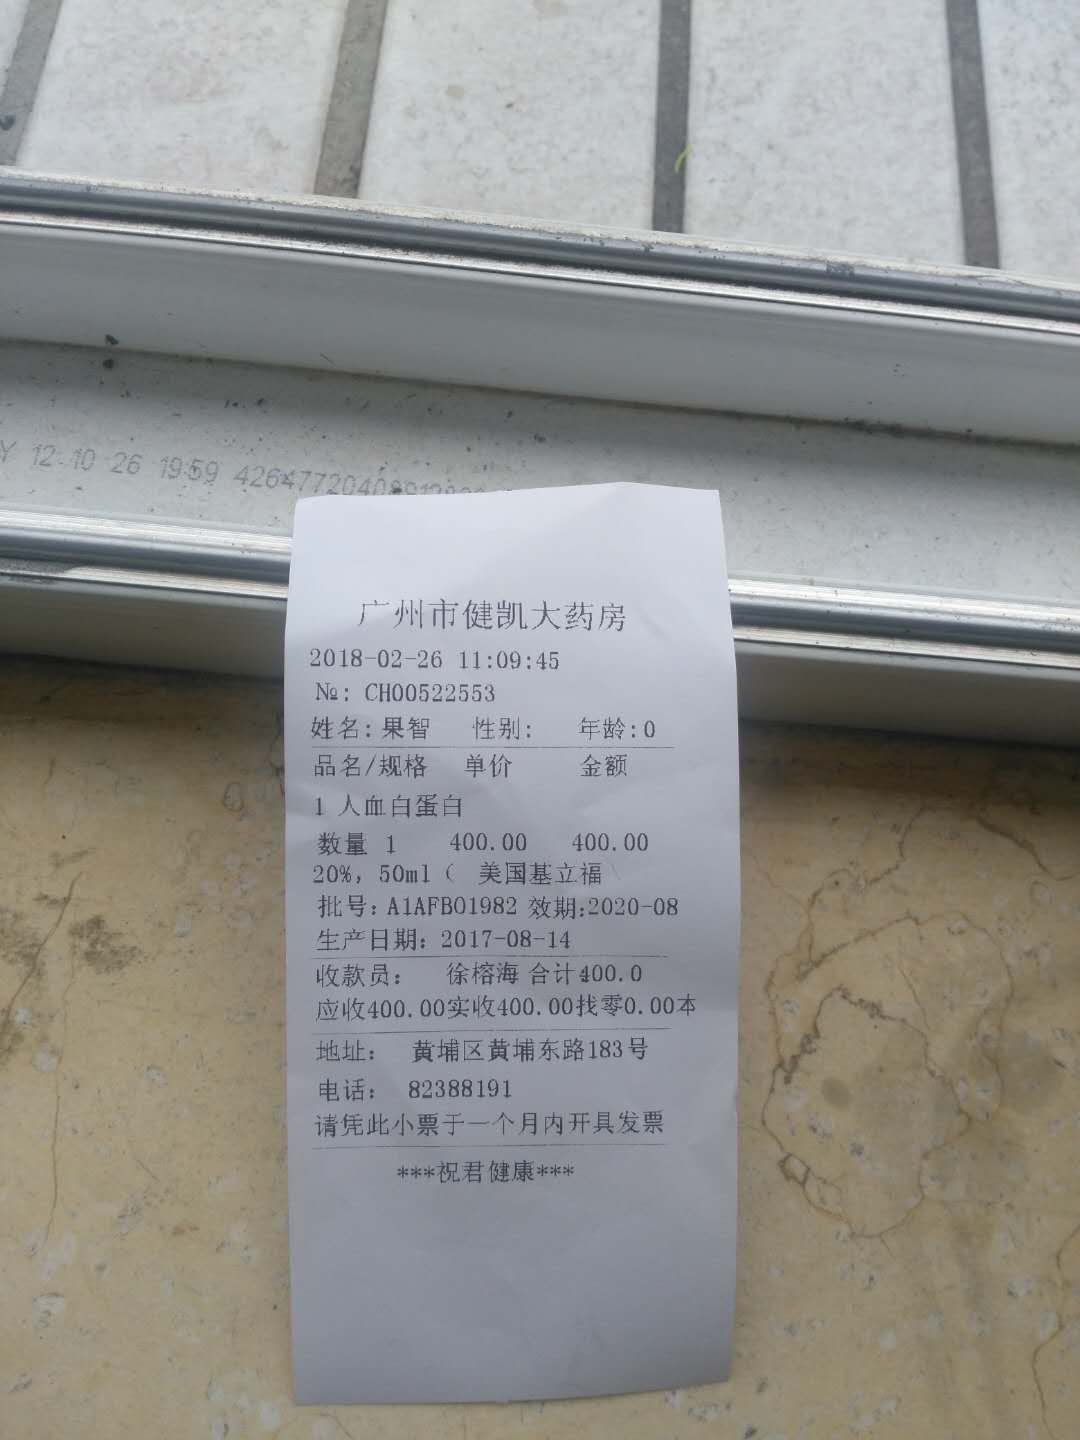 Y 12 10 26 19:59 42647720408
广州市健凯大药房
2018-02-26 11:09:45
№: CH00522553
姓名:果智 性别: 年龄:0
品名/规格 单价 金额
1 人血白蛋白
数量 1 400.00 400.00
20%, 50ml ( 美国基立福
批号: A1AFB01982 效期:2020-08
生产日期: 2017-08-14
收款员: 徐榕海 合计400.0
应收400.00实收400.00找零0.00本
地址: 黄埔区黄埔东路183号
电话: 82388191
请凭此小票于一个月内开具发票
***祝君健康***